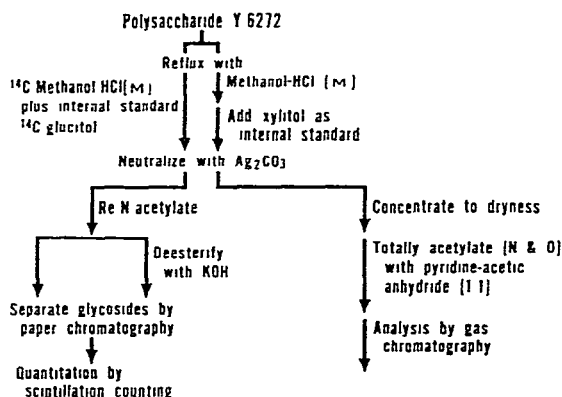 Polysaccharide Y 6272
Reflux with
¹⁴C Methanol HCl(M)
plus internal standard
¹⁴C glucitol
Methanol-HCl (M)
Add xylitol as
internal standard
Neutralize with Ag₂CO₃
Re N acetylate
Deesterify
with KOH
Separate glycosides by
paper chromatography
Quantitation by
scintillation counting
Concentrate to dryness
Totally acetylate (N & O)
with pyridine-acetic
anhydride (1 1)
Analysis by gas
chromatography